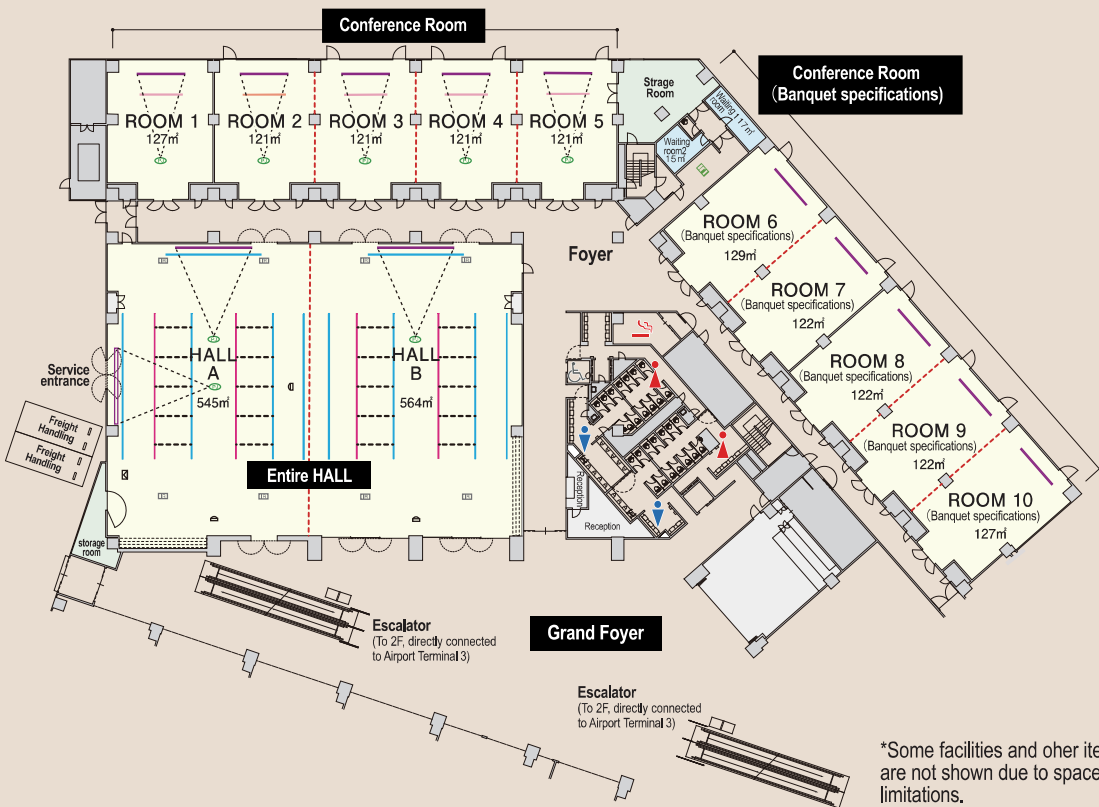 Conference Room
Conference Room
(Banquet specifications)
Strage
Room
Waiting
room 117㎡
Waiting
room2
15㎡
ROOM 1
127㎡
ROOM 2
121㎡
ROOM 3
121㎡
ROOM 4
121㎡
ROOM 5
121㎡
ROOM 6
(Banquet specifications)
129㎡
ROOM 7
(Banquet specifications)
122㎡
ROOM 8
(Banquet specifications)
122㎡
ROOM 9
(Banquet specifications)
122㎡
ROOM 10
(Banquet specifications)
127㎡
Foyer
HALL
A
545㎡
HALL
B
564㎡
Entire HALL
Service
entrance
Freight
Handling
Freight
Handling
storage
room
Reception
Reception
Escalator
(To 2F, directly connected
to Airport Terminal 3)
Grand Foyer
Escalator
(To 2F, directly connected
to Airport Terminal 3)
*Some facilities and oher ite
are not shown due to space
limitations.